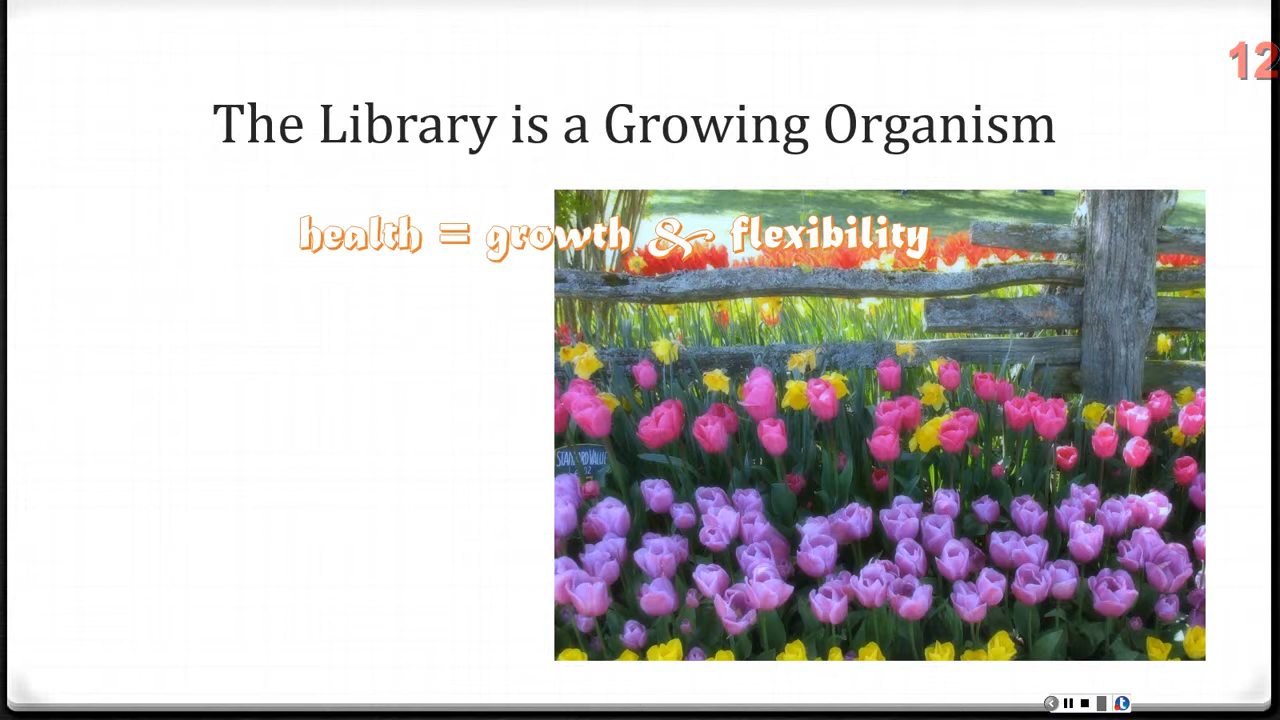 12
The Library is a Growing Organism
health = growth & flexibility